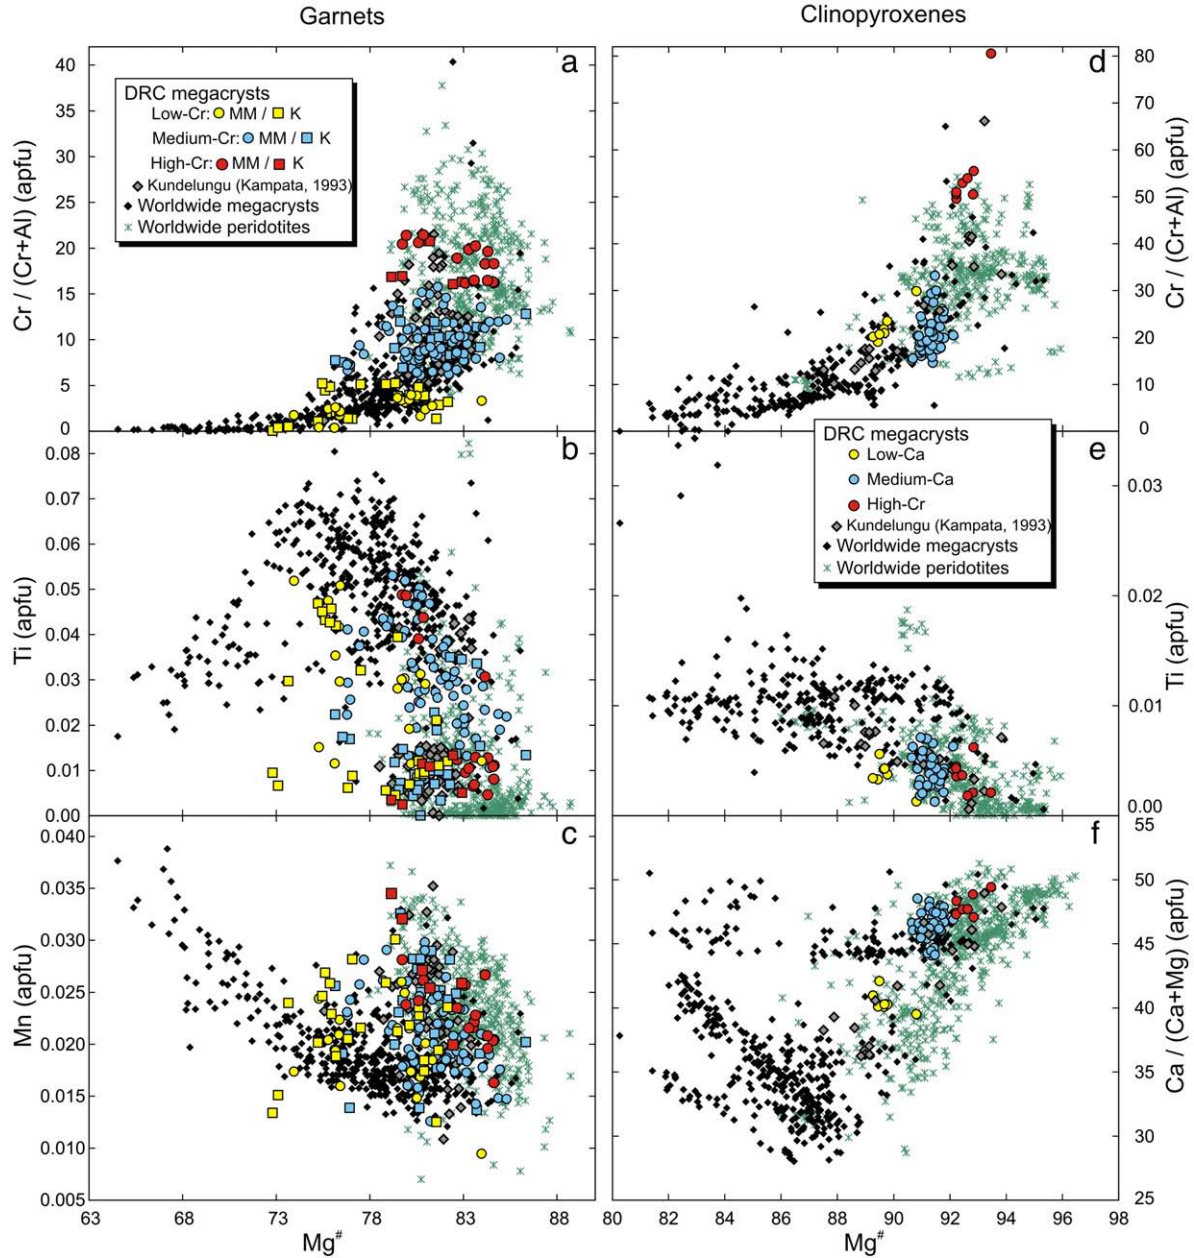 Garnets
Clinopyroxenes
a
40
35
30
25
20
15
10
5
0
Cr / (Cr+Al) (apfu)
DRC megacrysts
Low-Cr: MM / K
Medium-Cr: MM / K
High-Cr: MM / K
Kundelungu (Kampata, 1993)
Worldwide megacrysts
Worldwide peridotites
d
80
70
60
50
40
30
20
10
0
Cr / (Cr+Al) (apfu)
b
0.08
0.07
0.06
0.05
0.04
0.03
0.02
0.01
0.00
Ti (apfu)
e
DRC megacrysts
Low-Ca
Medium-Ca
High-Cr
Kundelungu (Kampata, 1993)
Worldwide megacrysts
Worldwide peridotites
0.03
0.02
0.01
0.00
Ti (apfu)
c
0.040
0.035
0.030
0.025
0.020
0.015
0.010
0.005
Mn (apfu)
63 68 73 78 83 88
Mg#
f
55
50
45
40
35
30
25
Ca / (Ca+Mg) (apfu)
80 82 84 86 88 90 92 94 96 98
Mg#